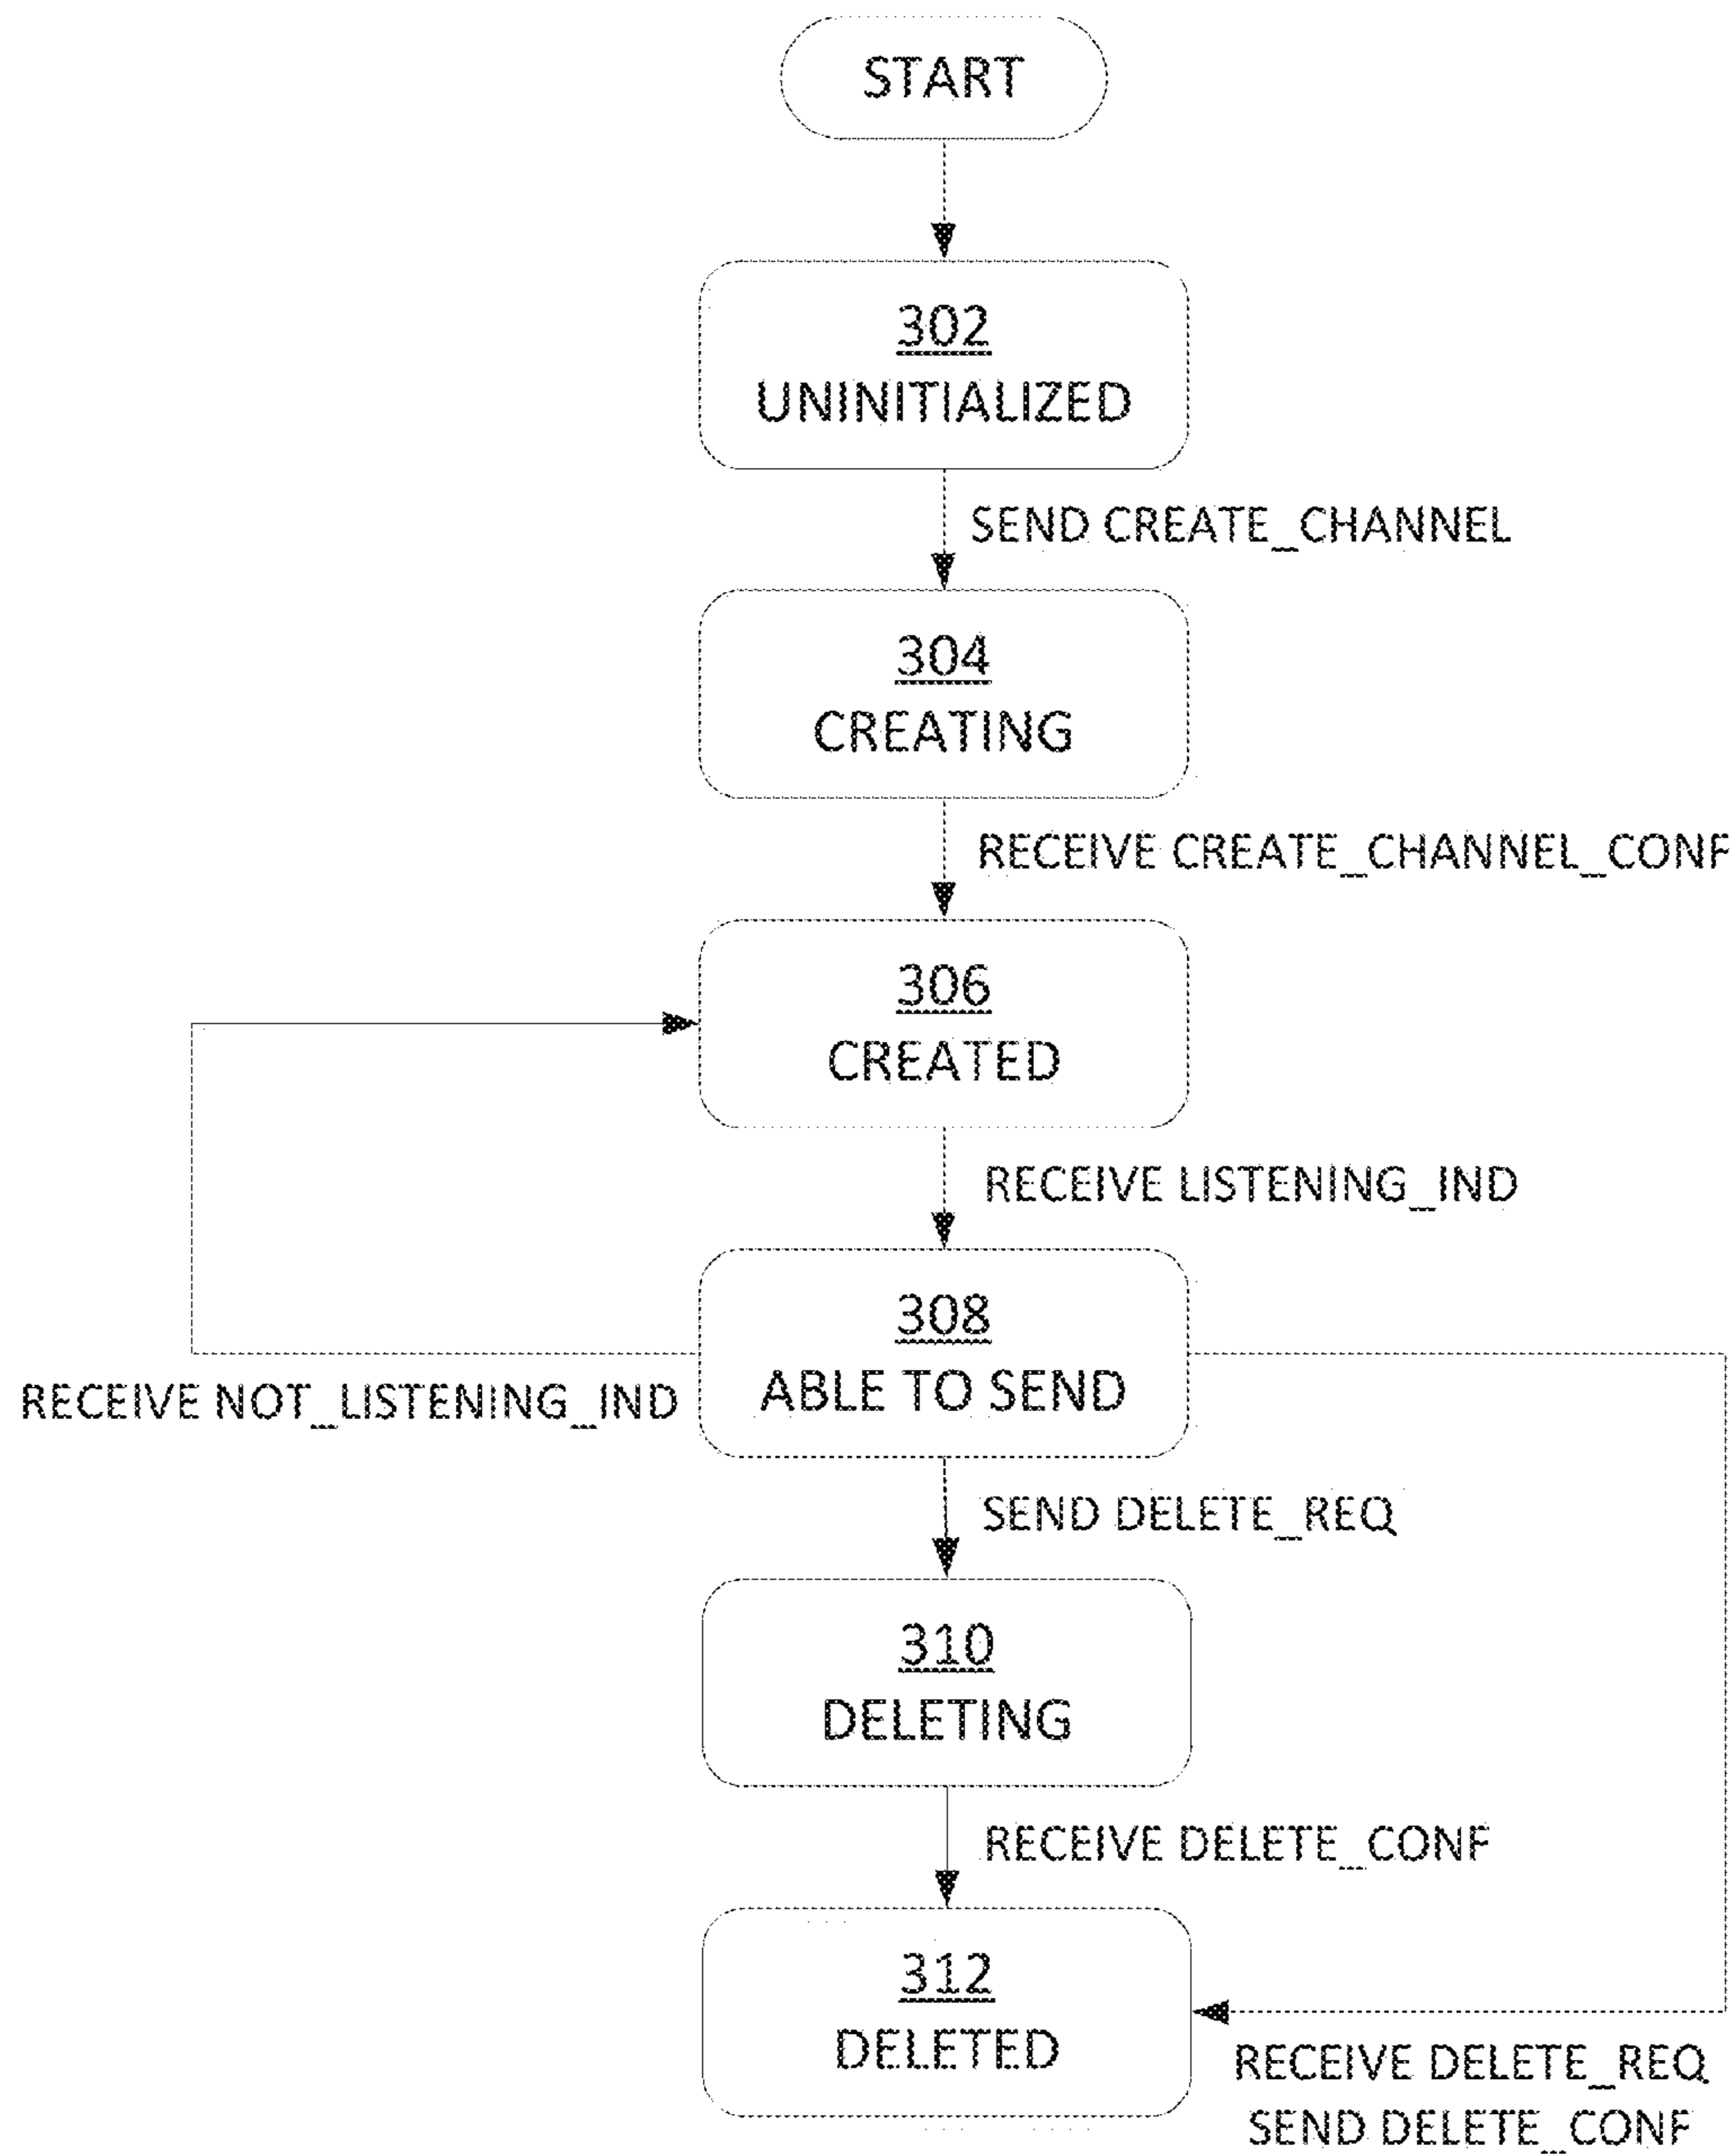 START
302
UNINITIALIZED
SEND CREATE_CHANNEL
304
CREATING
RECEIVE CREATE_CHANNEL_CONF
306
CREATED
RECEIVE LISTENING_IND
308
ABLE TO SEND
RECEIVE NOT_LISTENING_IND
SEND DELETE_REQ
310
DELETING
RECEIVE DELETE_CONF
312
DELETED
RECEIVE DELETE_REQ
SEND DELETE_CONF